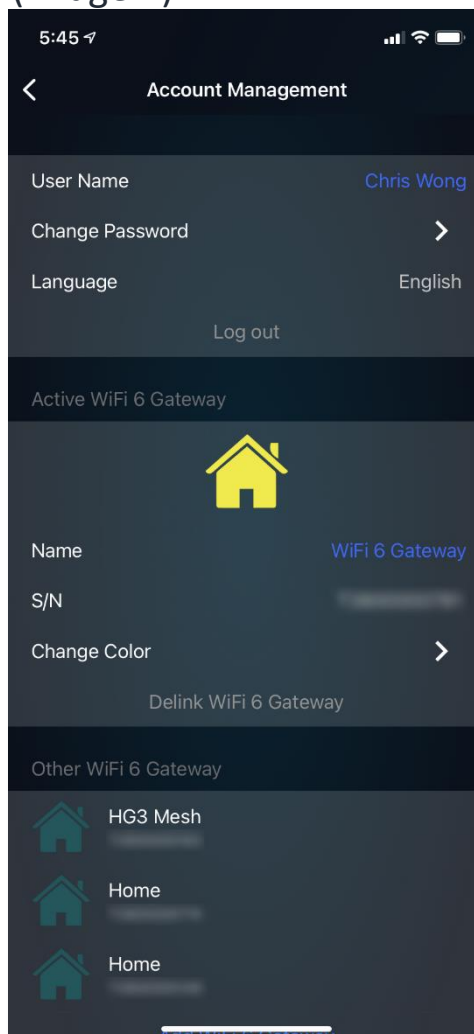 5:45
Account Management
User Name Chris Wong
Change Password
Language English
Log out
Active WiFi 6 Gateway
Name WiFi 6 Gateway
S/N
Change Color
Delink WiFi 6 Gateway
Other WiFi 6 Gateway
HG3 Mesh
Home
Home